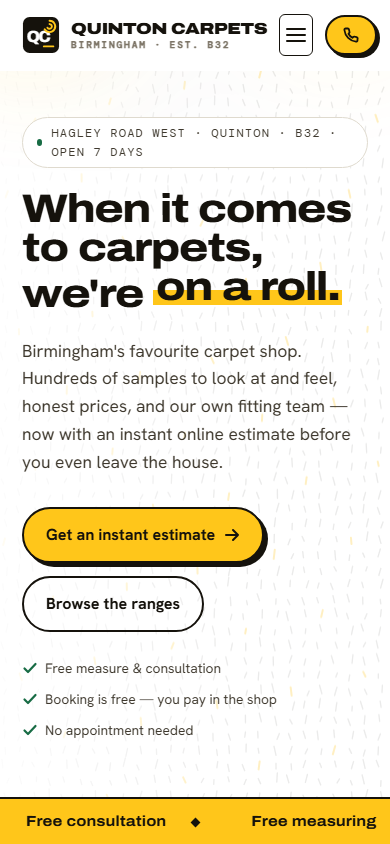 QC
QUINTON CARPETS
BIRMINGHAM · EST. B32
HAGLEY ROAD WEST · QUINTON · B32 ·
OPEN 7 DAYS
When it comes
to carpets,
we're on a roll.
Birmingham's favourite carpet shop.
Hundreds of samples to look at and feel,
honest prices, and our own fitting team —
now with an instant online estimate before
you even leave the house.
Get an instant estimate →
Browse the ranges
Free measure & consultation
Booking is free — you pay in the shop
No appointment needed
Free consultation ◆ Free measuring